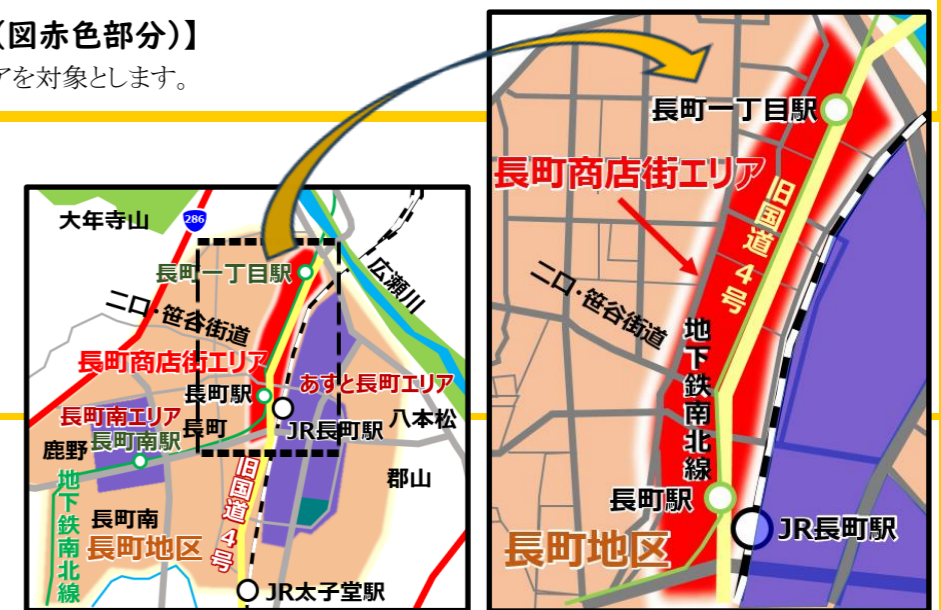 (図赤色部分)】
アを対象とします。
大年寺山
286
長町一丁目駅
広瀬川
二口・笹谷街道
長町商店街エリア
長町駅
あすと長町エリア
長町南エリア
長町
JR長町駅
八本松
鹿野
長町南駅
郡山
地下鉄南北線
旧国道4号
長町南
長町地区
JR太子堂駅
長町一丁目駅
長町商店街エリア
旧国道4号
二口・笹谷街道
地下鉄南北線
長町駅
JR長町駅
長町地区